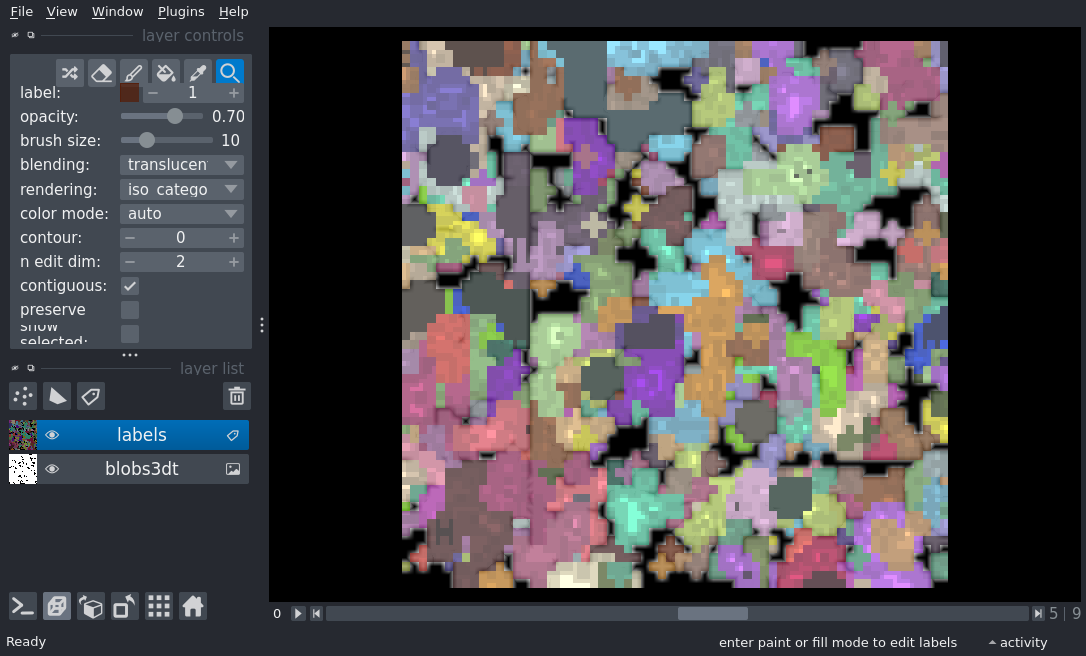 File View Window Plugins Help
layer controls
label: 1
opacity: 0.70
brush size: 10
blending: translucen
rendering: iso_catego
color mode: auto
contour: 0
n edit dim: 2
contiguous:
preserve
show
selected:
layer list
labels
blobs3dt
0 5 | 9
Ready enter paint or fill mode to edit labels activity